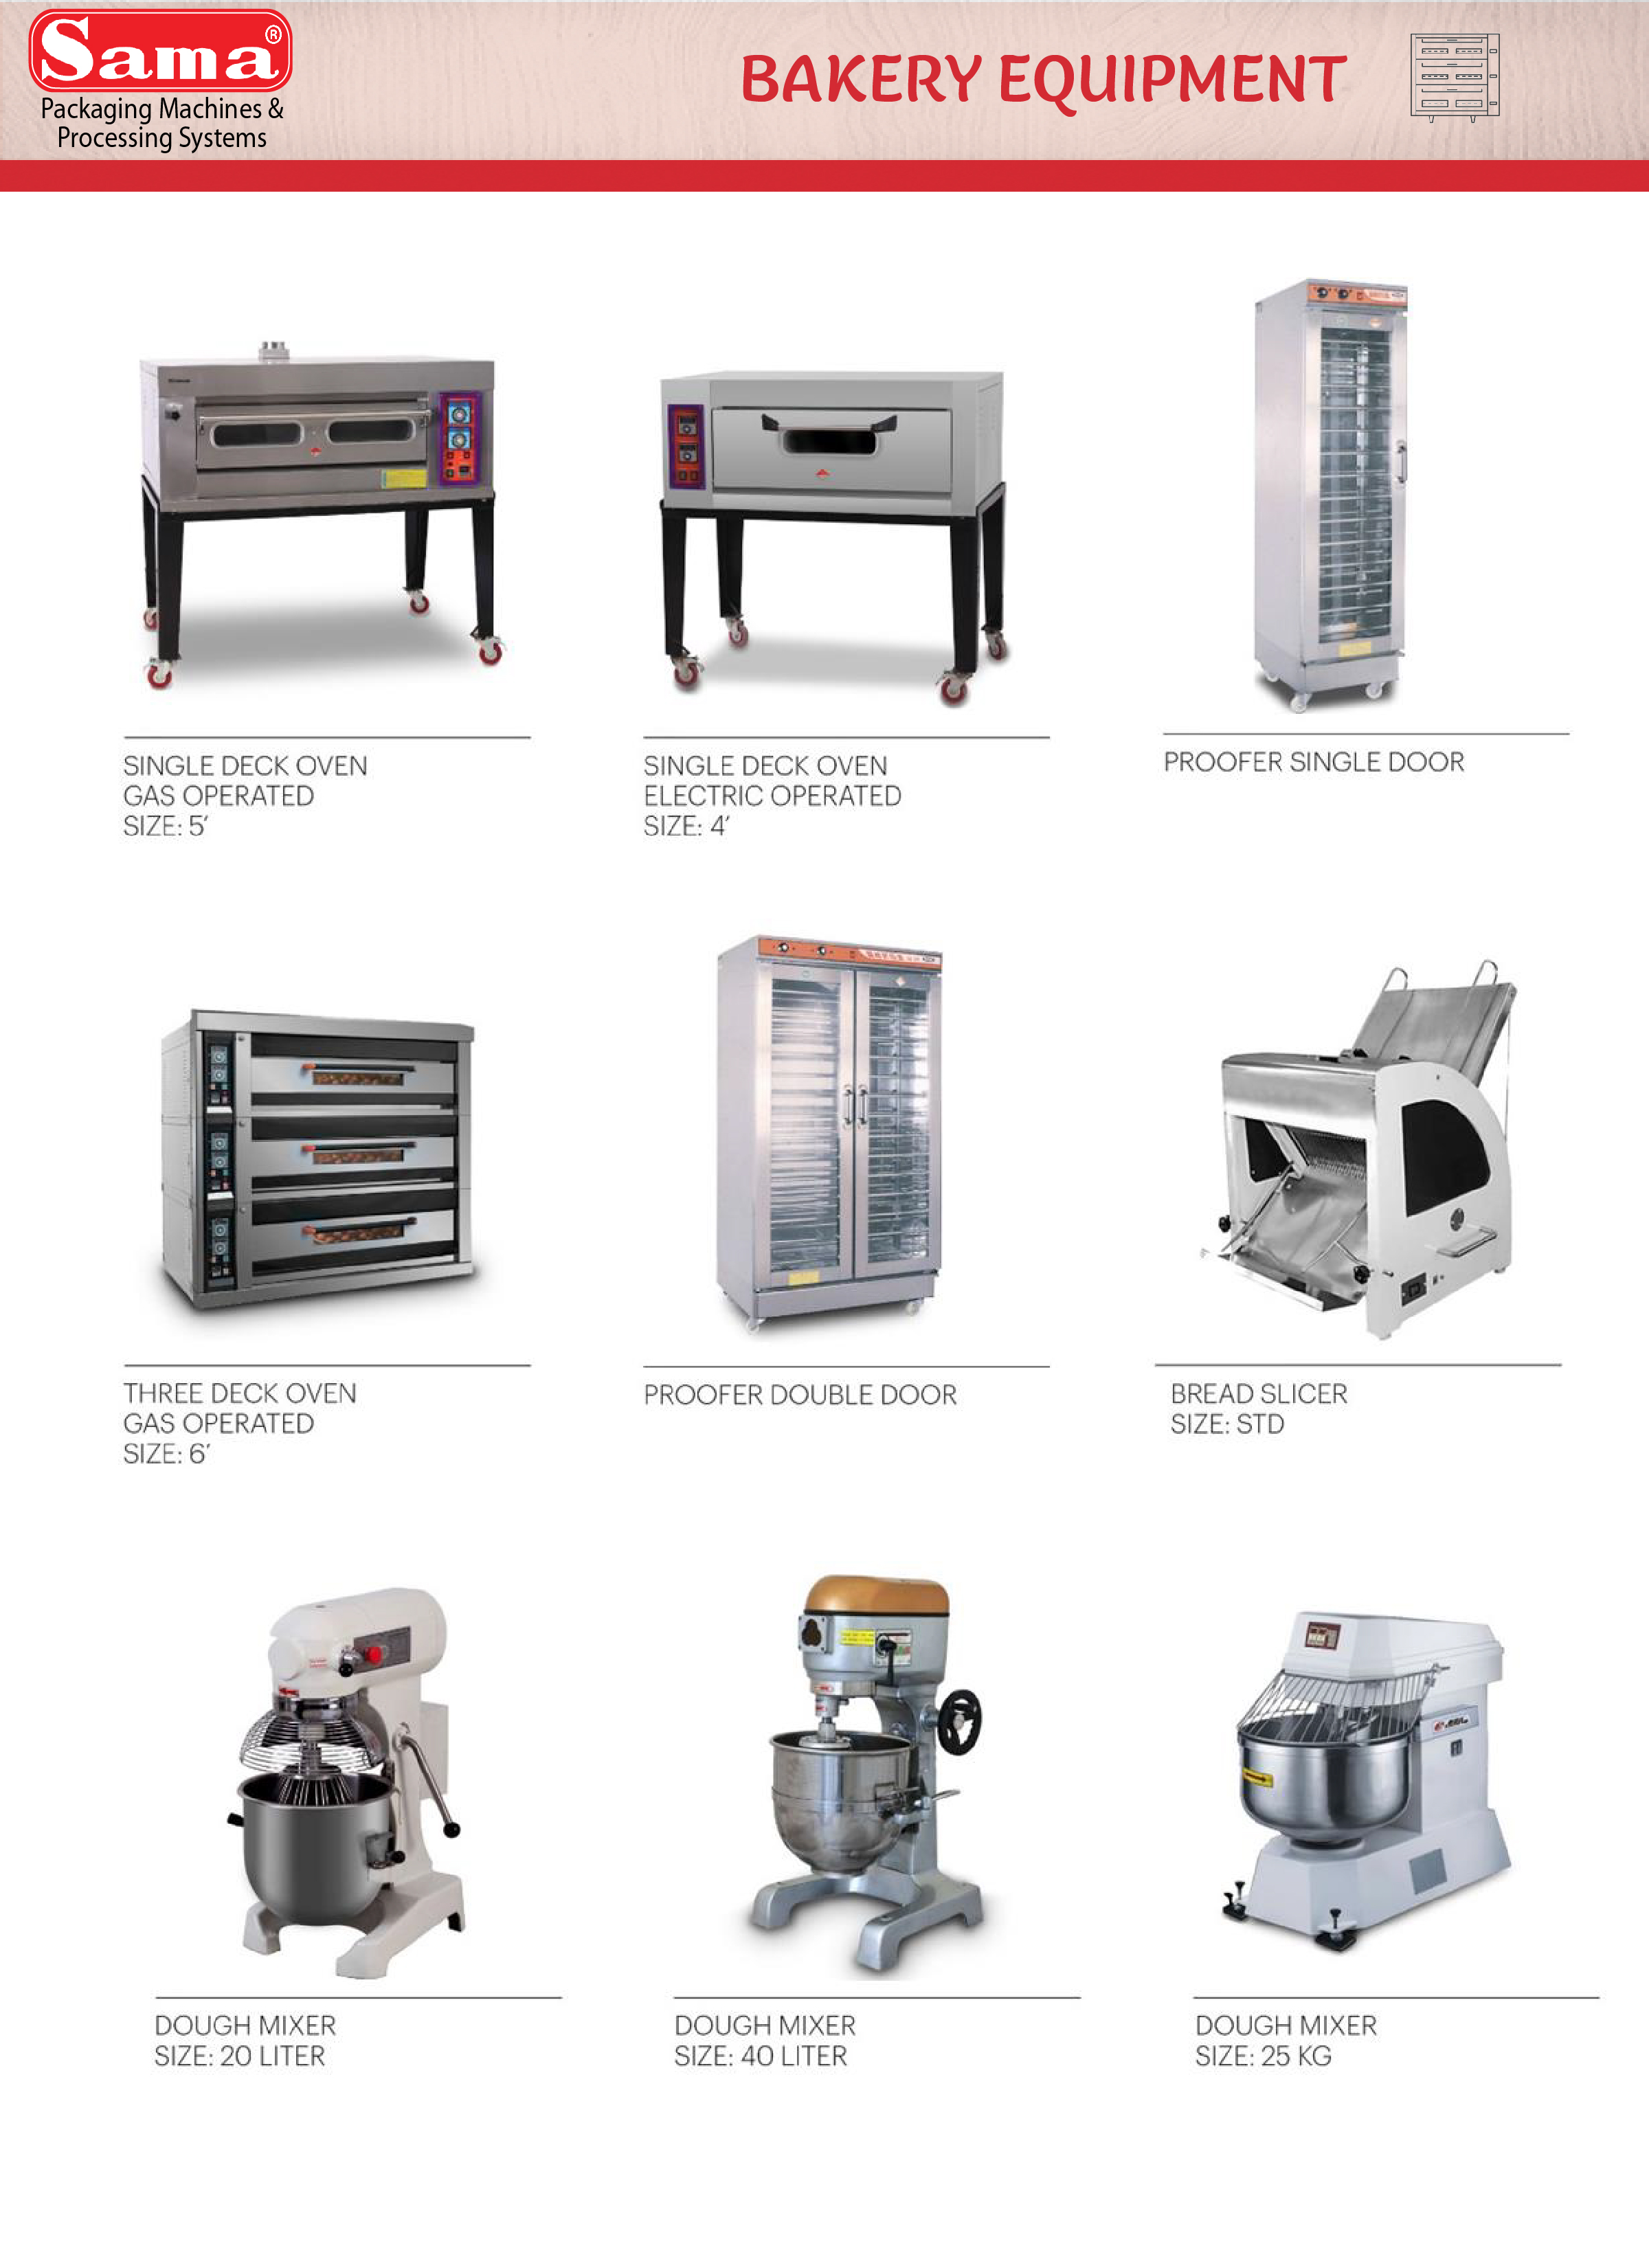 Sama®
Packaging Machines &
Processing Systems
BAKERY EQUIPMENT
SINGLE DECK OVEN
GAS OPERATED
SIZE: 5′
SINGLE DECK OVEN
ELECTRIC OPERATED
SIZE: 4′
PROOFER SINGLE DOOR
THREE DECK OVEN
GAS OPERATED
SIZE: 6′
PROOFER DOUBLE DOOR
BREAD SLICER
SIZE: STD
DOUGH MIXER
SIZE: 20 LITER
DOUGH MIXER
SIZE: 40 LITER
DOUGH MIXER
SIZE: 25 KG